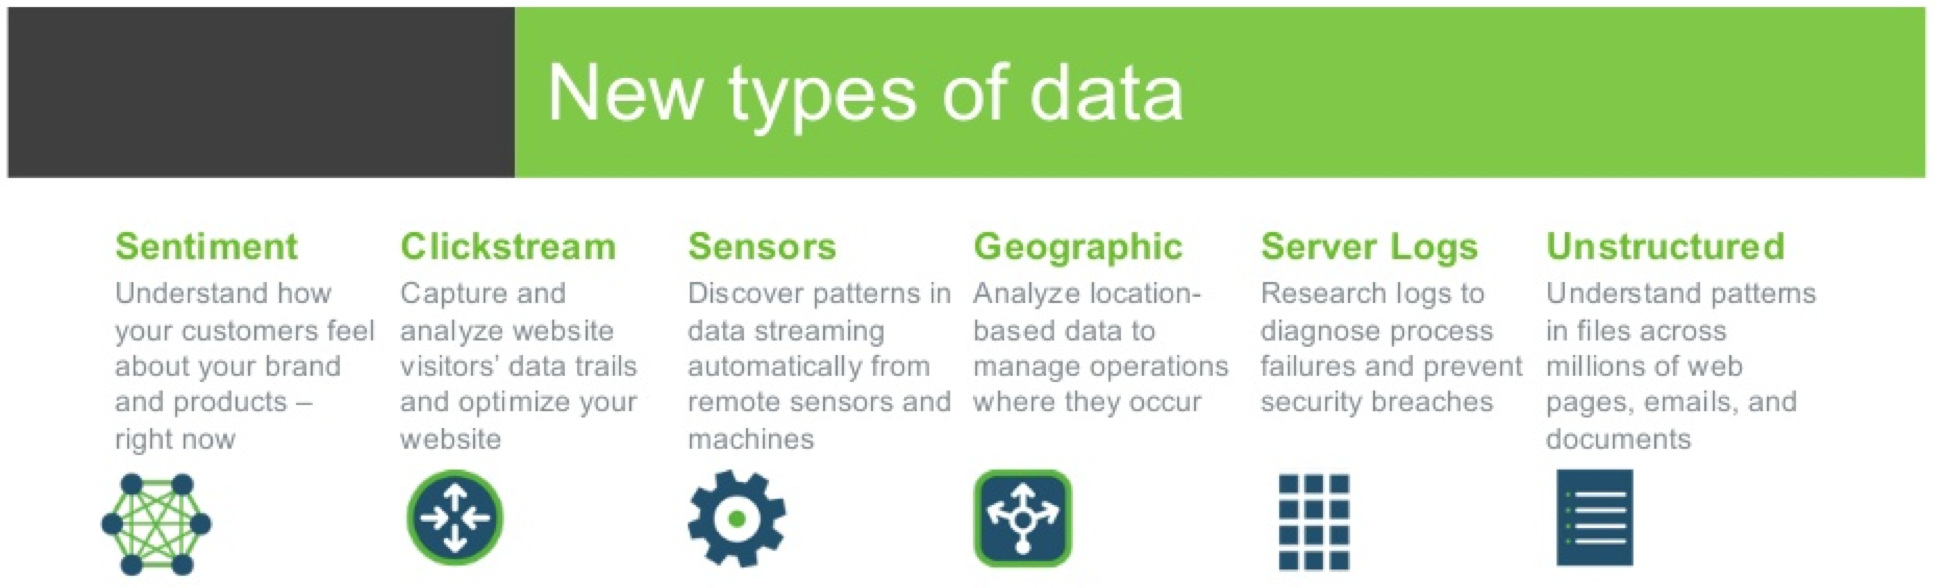 New types of data
Sentiment
Understand how
your customers feel
about your brand
and products –
right now
Clickstream
Capture and
analyze website
visitors’ data trails
and optimize your
website
Sensors
Discover patterns in
data streaming
automatically from
remote sensors and
machines
Geographic
Analyze location-
based data to
manage operations
where they occur
Server Logs
Research logs to
diagnose process
failures and prevent
security breaches
Unstructured
Understand patterns
in files across
millions of web
pages, emails, and
documents